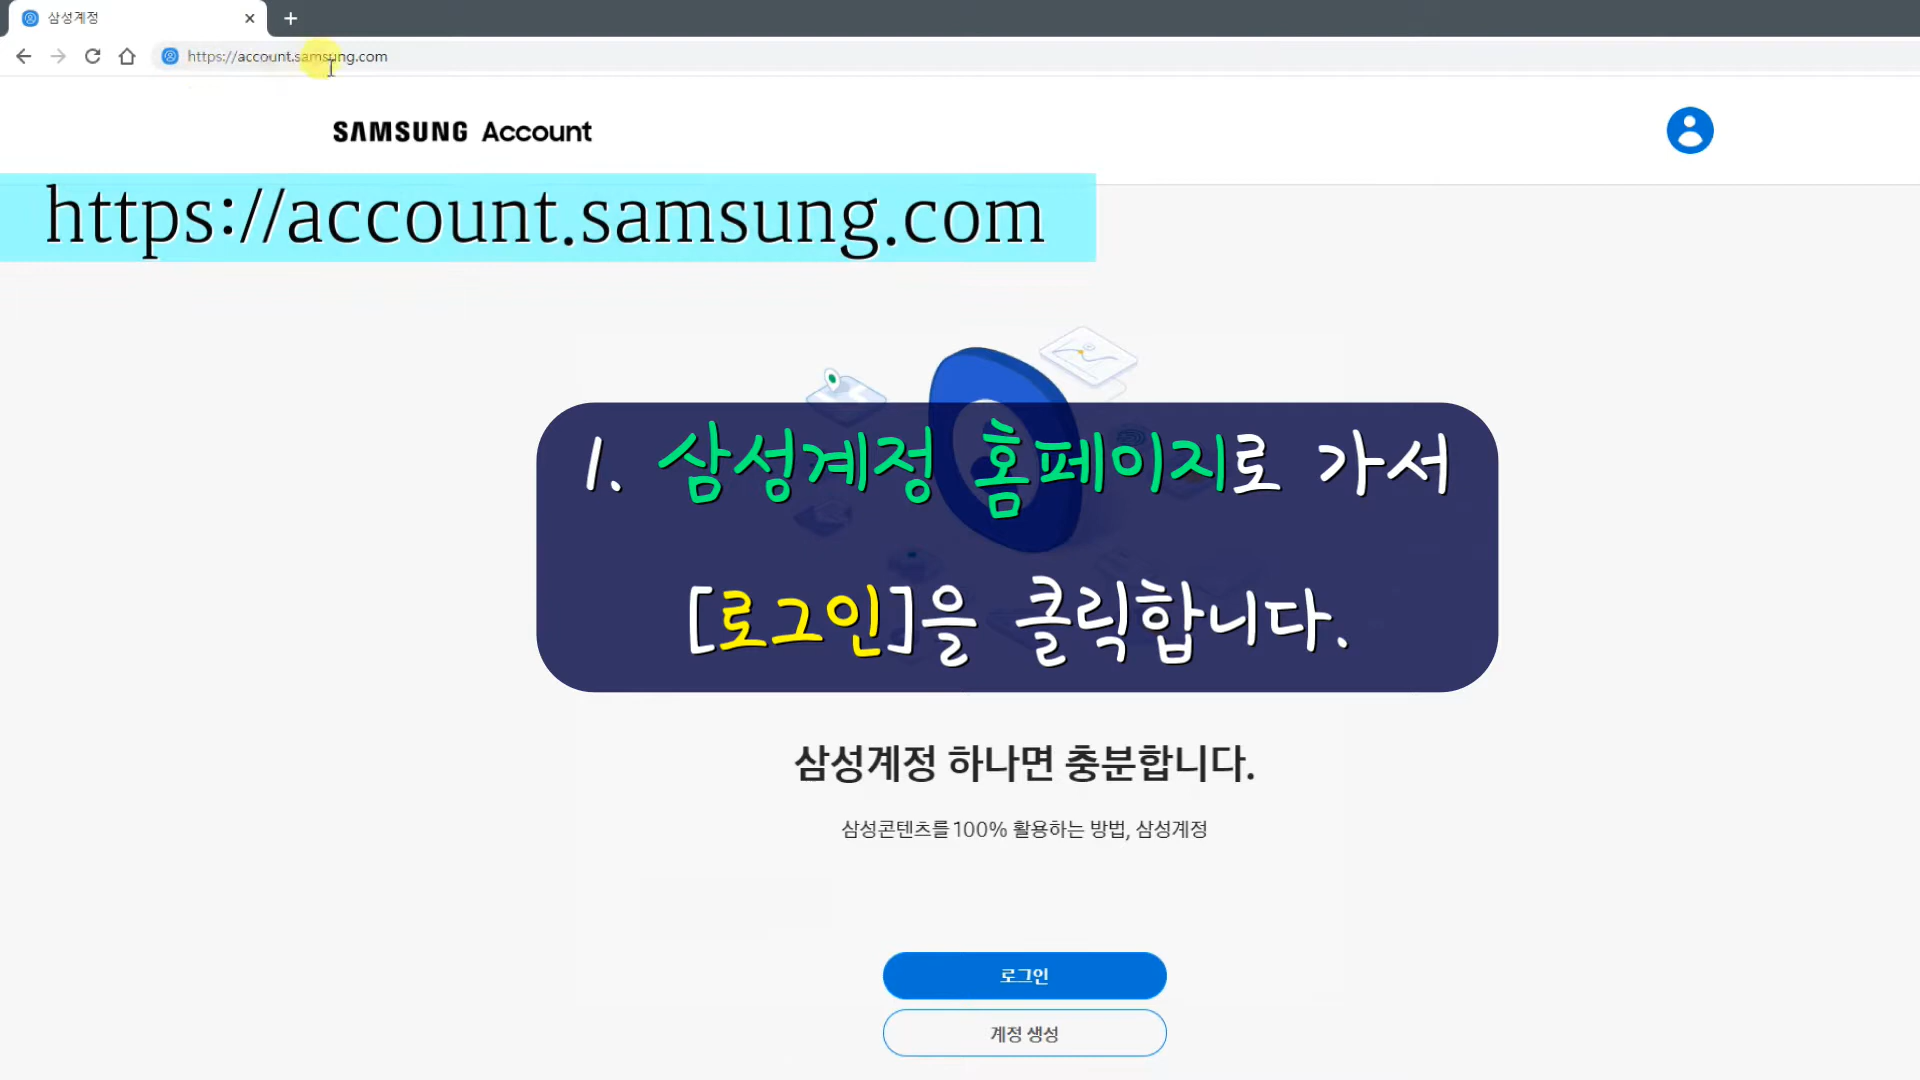 삼성계정
https://account.samsung.com
SAMSUNG Account
https://account.samsung.com
1. 삼성계정 홈페이지로 가서
[로그인]을 클릭합니다.
삼성계정 하나면 충분합니다.
삼성콘텐츠를 100% 활용하는 방법, 삼성계정
로그인
계정 생성